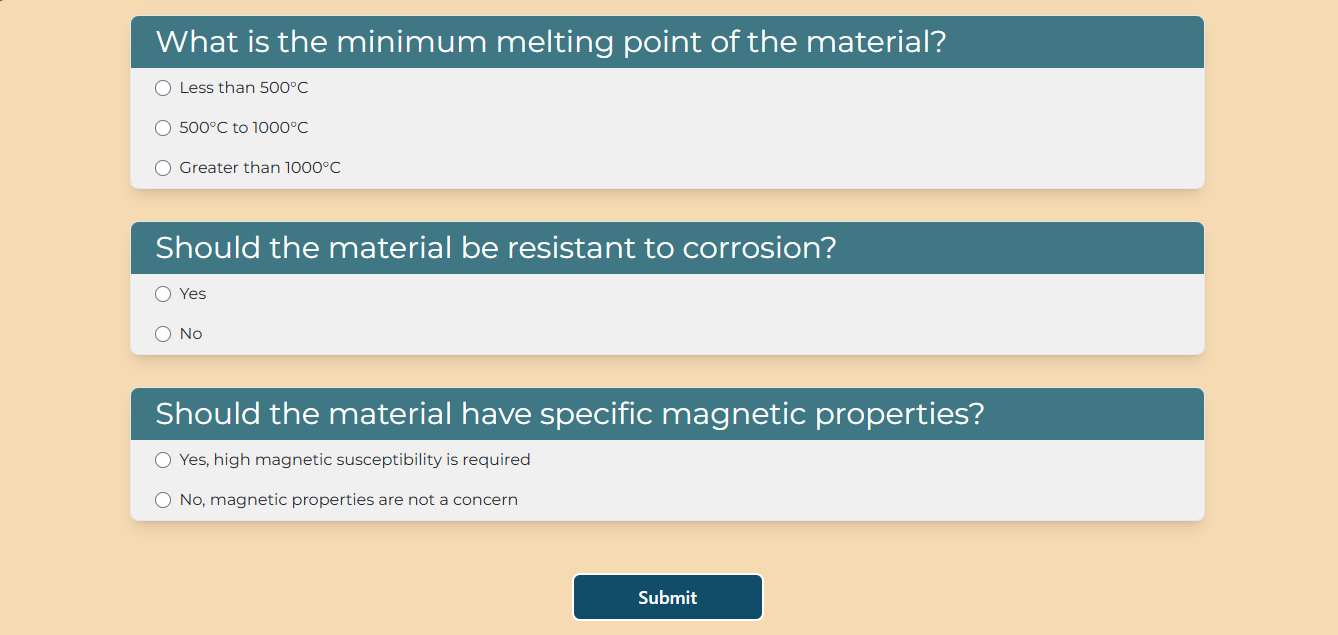 What is the minimum melting point of the material?
Less than 500°C
500°C to 1000°C
Greater than 1000°C
Should the material be resistant to corrosion?
Yes
No
Should the material have specific magnetic properties?
Yes, high magnetic susceptibility is required
No, magnetic properties are not a concern
Submit